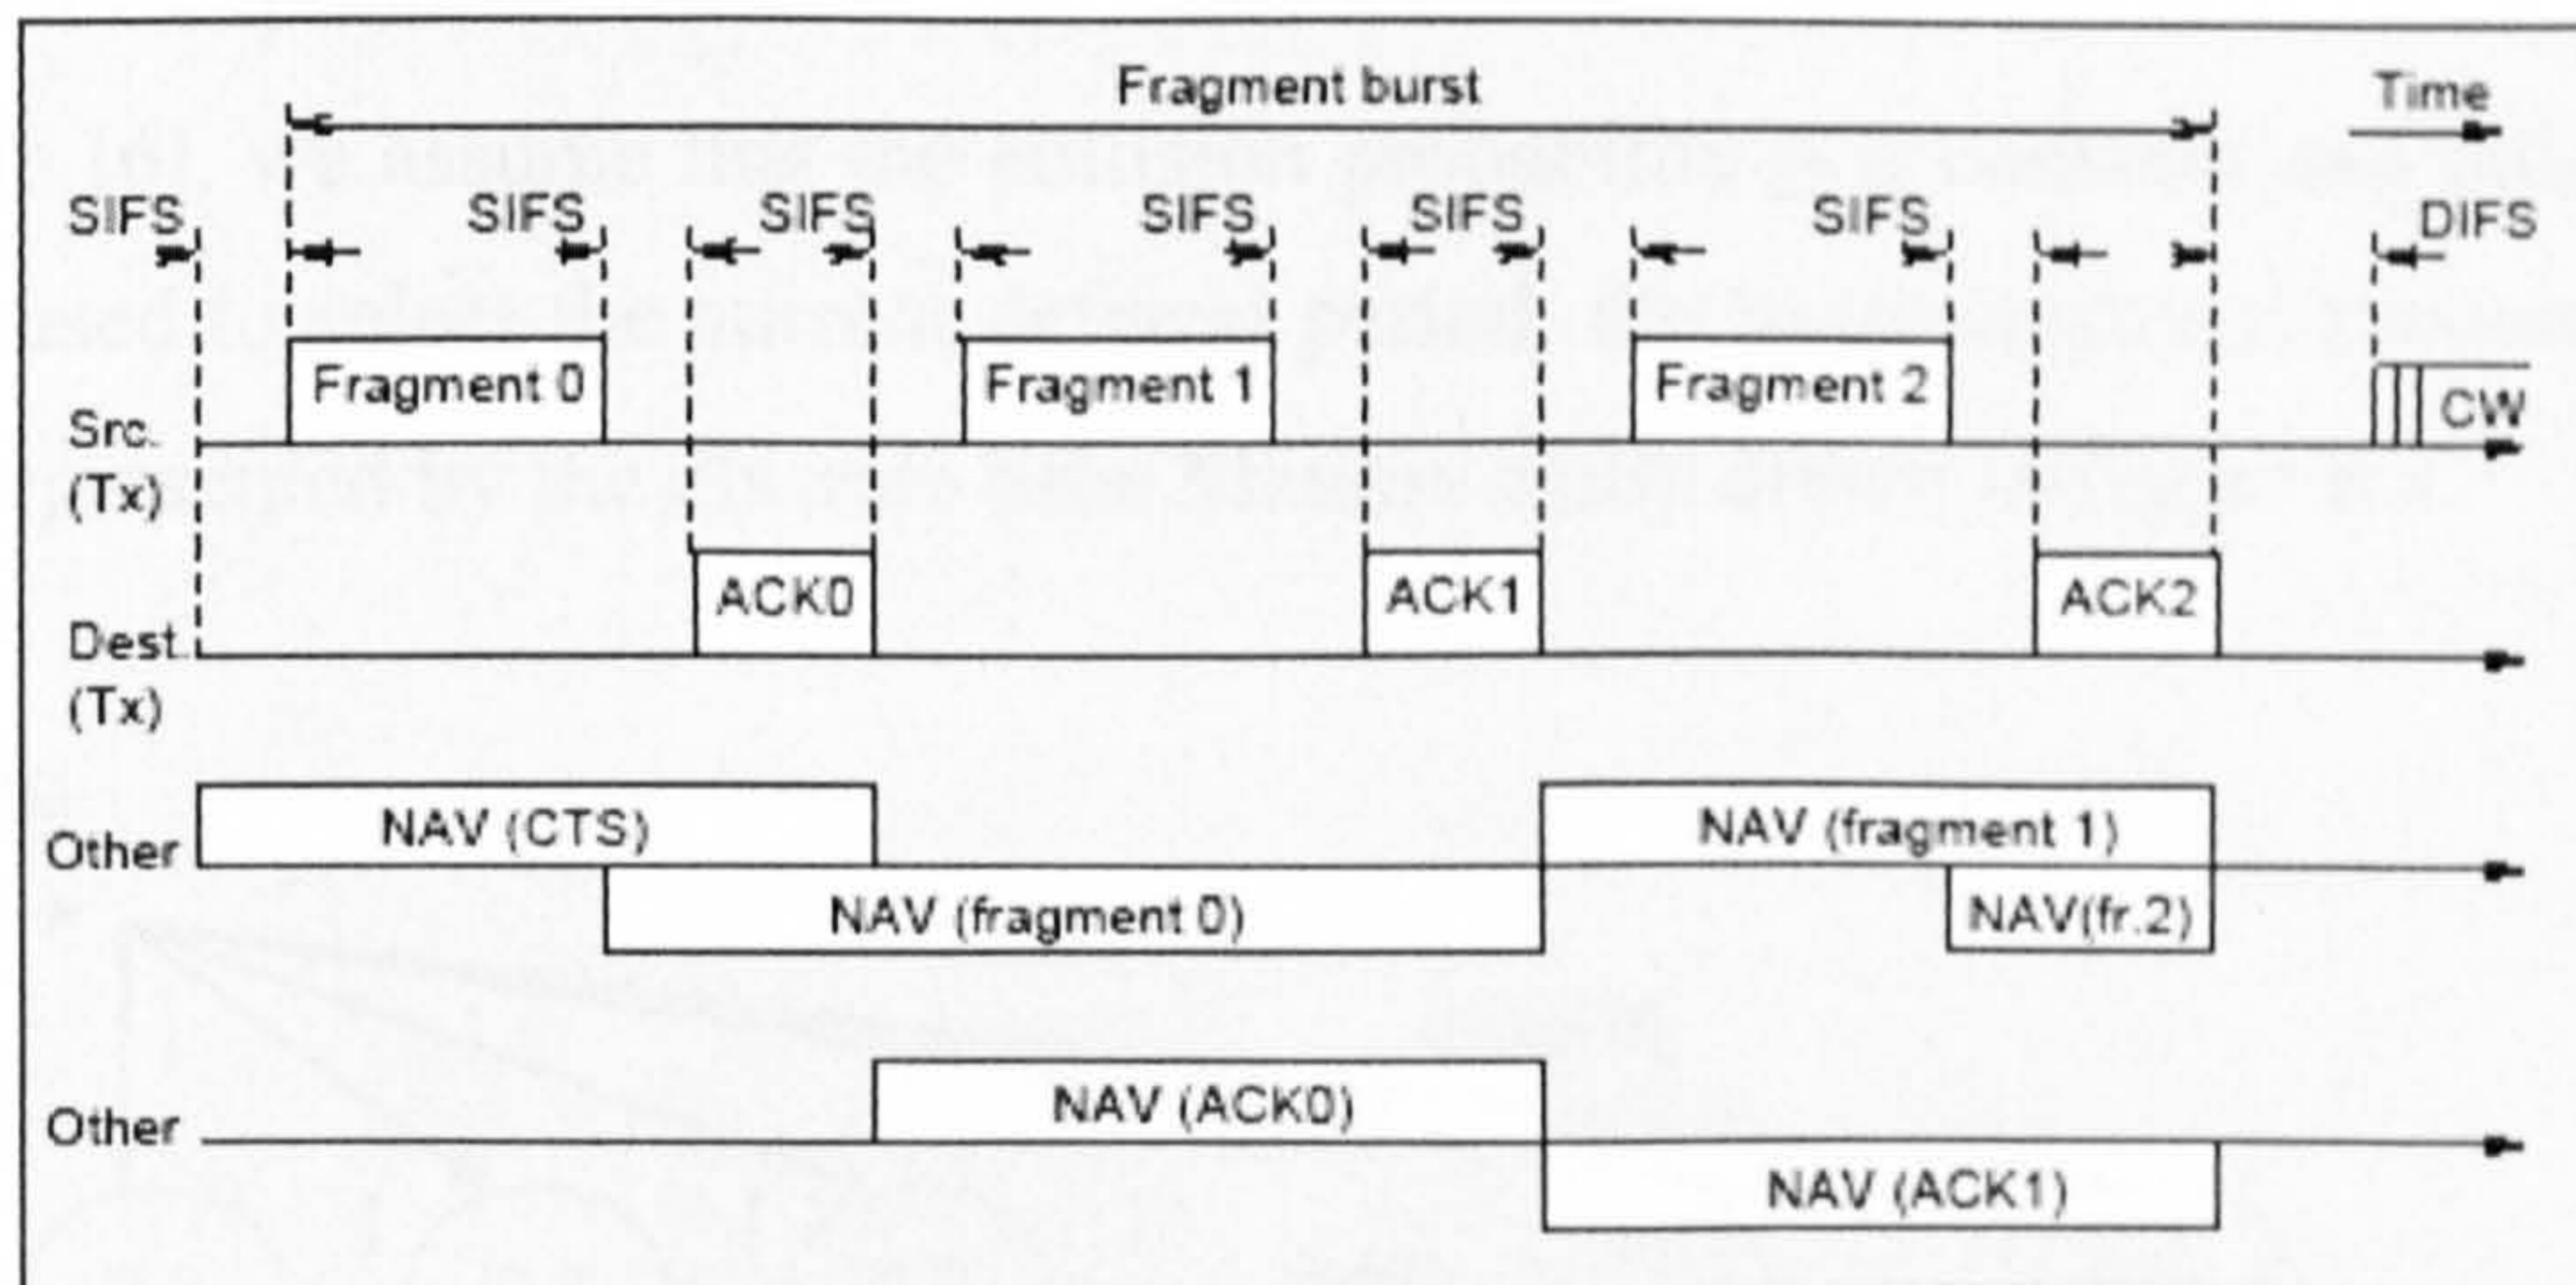 Fragment burst
Time
SIFS SIFS SIFS SIFS SIFS SIFS DIFS
Fragment 0 Fragment 1 Fragment 2 CW
Src.
(Tx)
ACK0 ACK1 ACK2
Dest.
(Tx)
NAV (CTS) NAV (fragment 1)
Other
NAV (fragment 0) NAV(fr.2)
NAV (ACK0)
Other
NAV (ACK1)